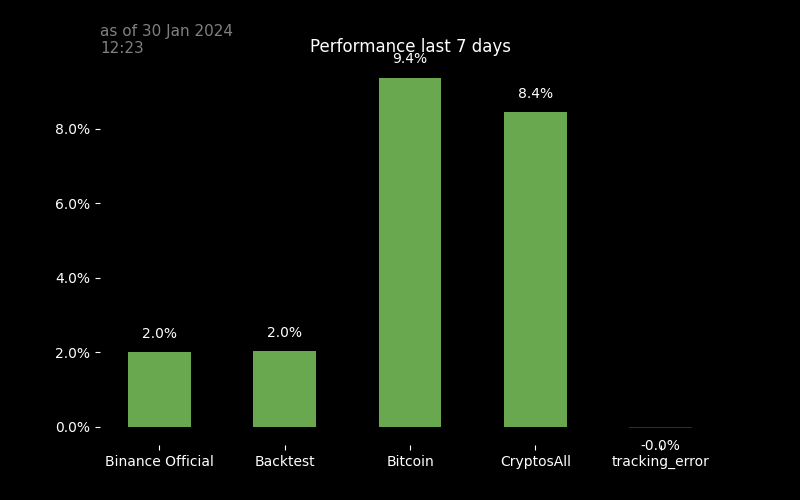 as of 30 Jan 2024
12:23
Performance last 7 days
9.4%
8.4%
8.0%
6.0%
4.0%
2.0%
2.0%
2.0%
0.0%
-0.0%
Binance Official
Backtest
Bitcoin
CryptosAll
tracking_error